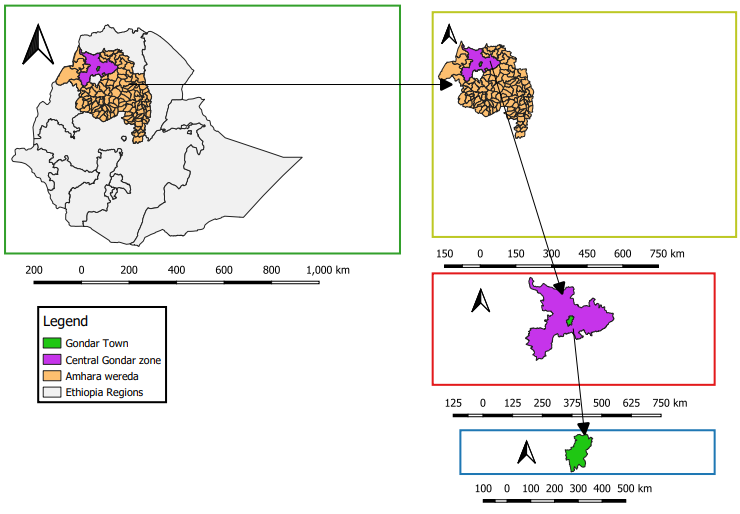 200 0 200 400 600 800 1,000 km
150 0 150 300 450 600 750 km
Legend
Gondar Town
Central Gondar zone
Amhara wereda
Ethiopia Regions
125 0 125 250 375 500 625 750 km
100 0 100 200 300 400 500 km